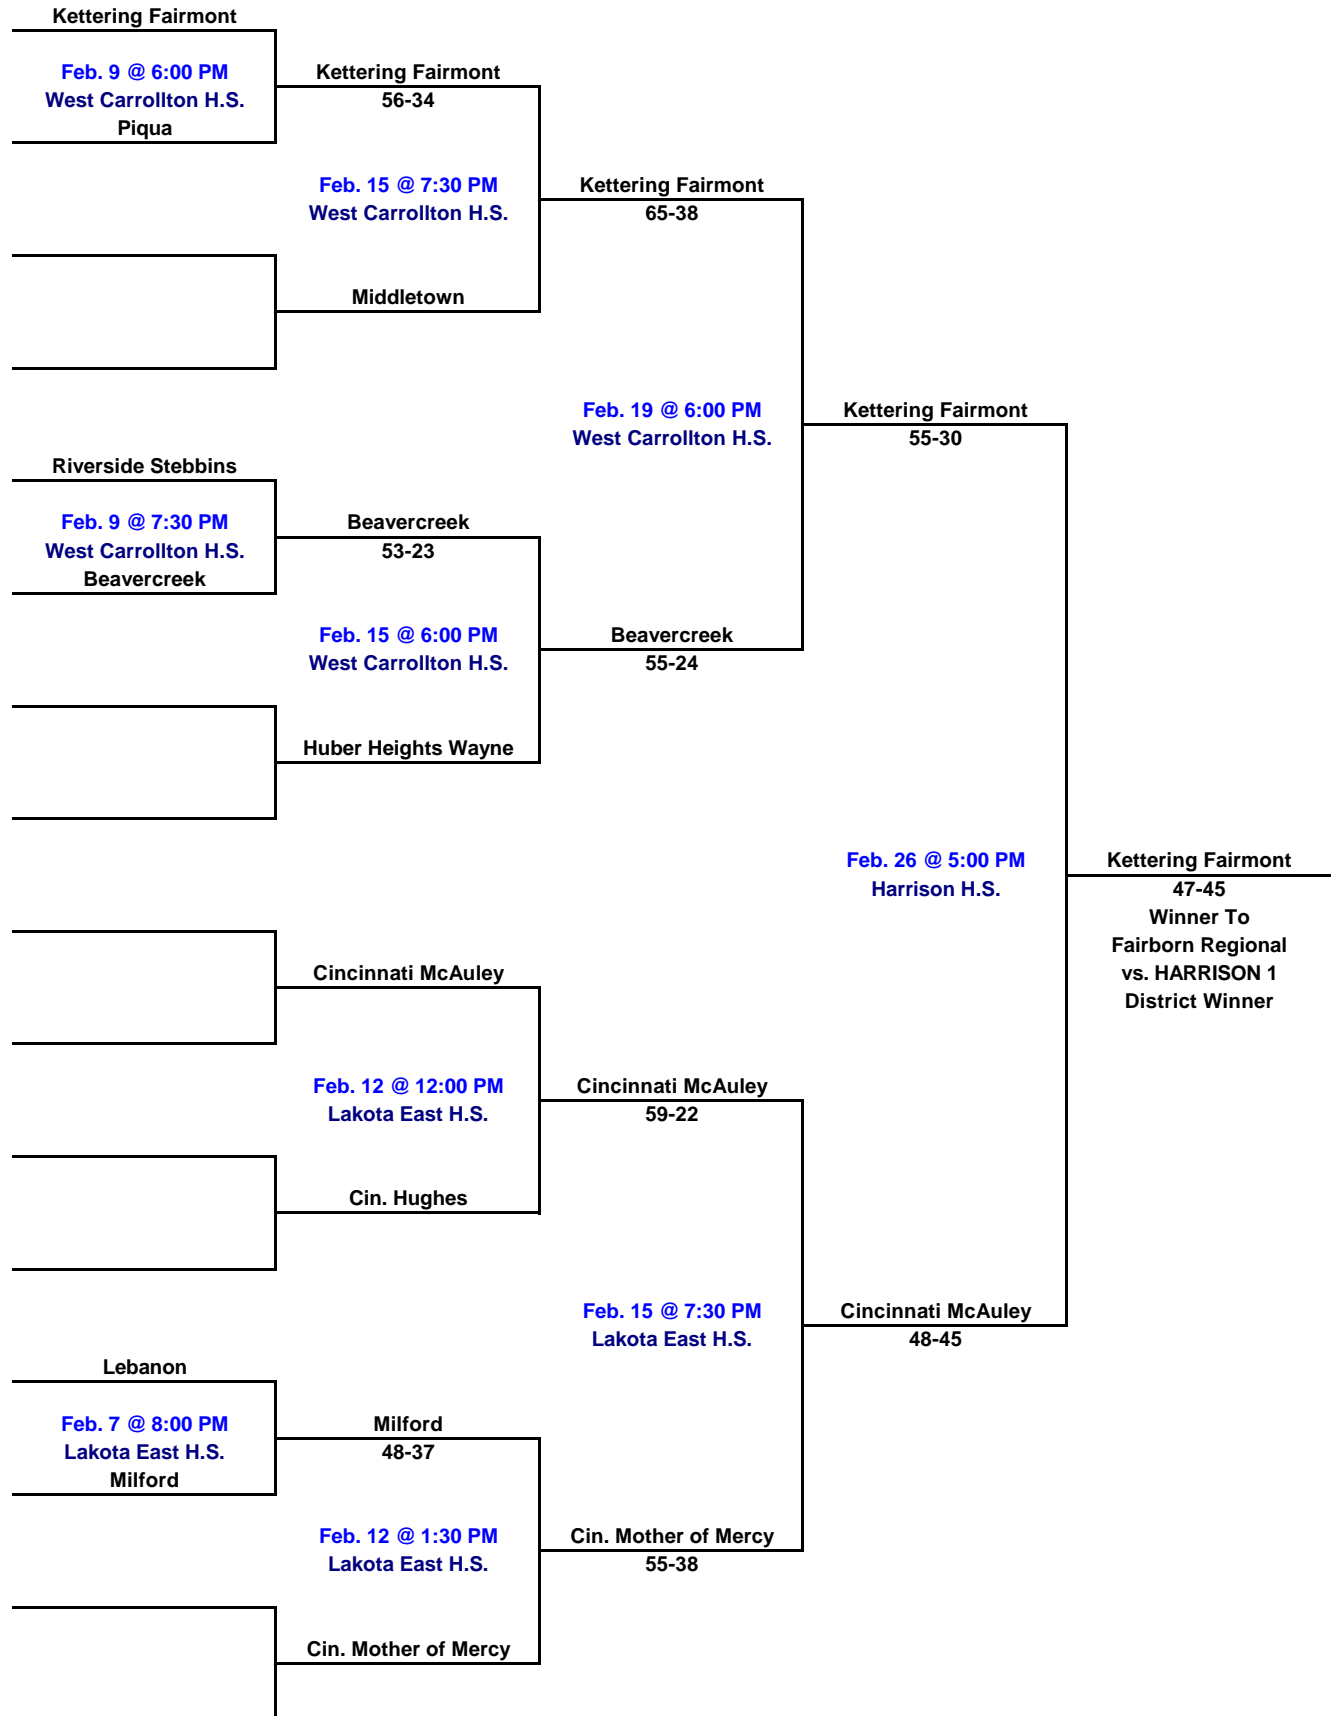 Kettering Fairmont
Feb. 9 @ 6:00 PM
West Carrollton H.S.
Piqua
Kettering Fairmont
56-34
Feb. 15 @ 7:30 PM
West Carrollton H.S.
Middletown
Kettering Fairmont
65-38
Feb. 19 @ 6:00 PM
West Carrollton H.S.
Kettering Fairmont
55-30
Riverside Stebbins
Feb. 9 @ 7:30 PM
West Carrollton H.S.
Beavercreek
Beavercreek
53-23
Feb. 15 @ 6:00 PM
West Carrollton H.S.
Huber Heights Wayne
Beavercreek
55-24
Feb. 26 @ 5:00 PM
Harrison H.S.
Kettering Fairmont
47-45
Winner To
Fairborn Regional
vs. HARRISON 1
District Winner
Cincinnati McAuley
Feb. 12 @ 12:00 PM
Lakota East H.S.
Cin. Hughes
Cincinnati McAuley
59-22
Feb. 15 @ 7:30 PM
Lakota East H.S.
Cincinnati McAuley
48-45
Lebanon
Feb. 7 @ 8:00 PM
Lakota East H.S.
Milford
Milford
48-37
Feb. 12 @ 1:30 PM
Lakota East H.S.
Cin. Mother of Mercy
Cin. Mother of Mercy
55-38